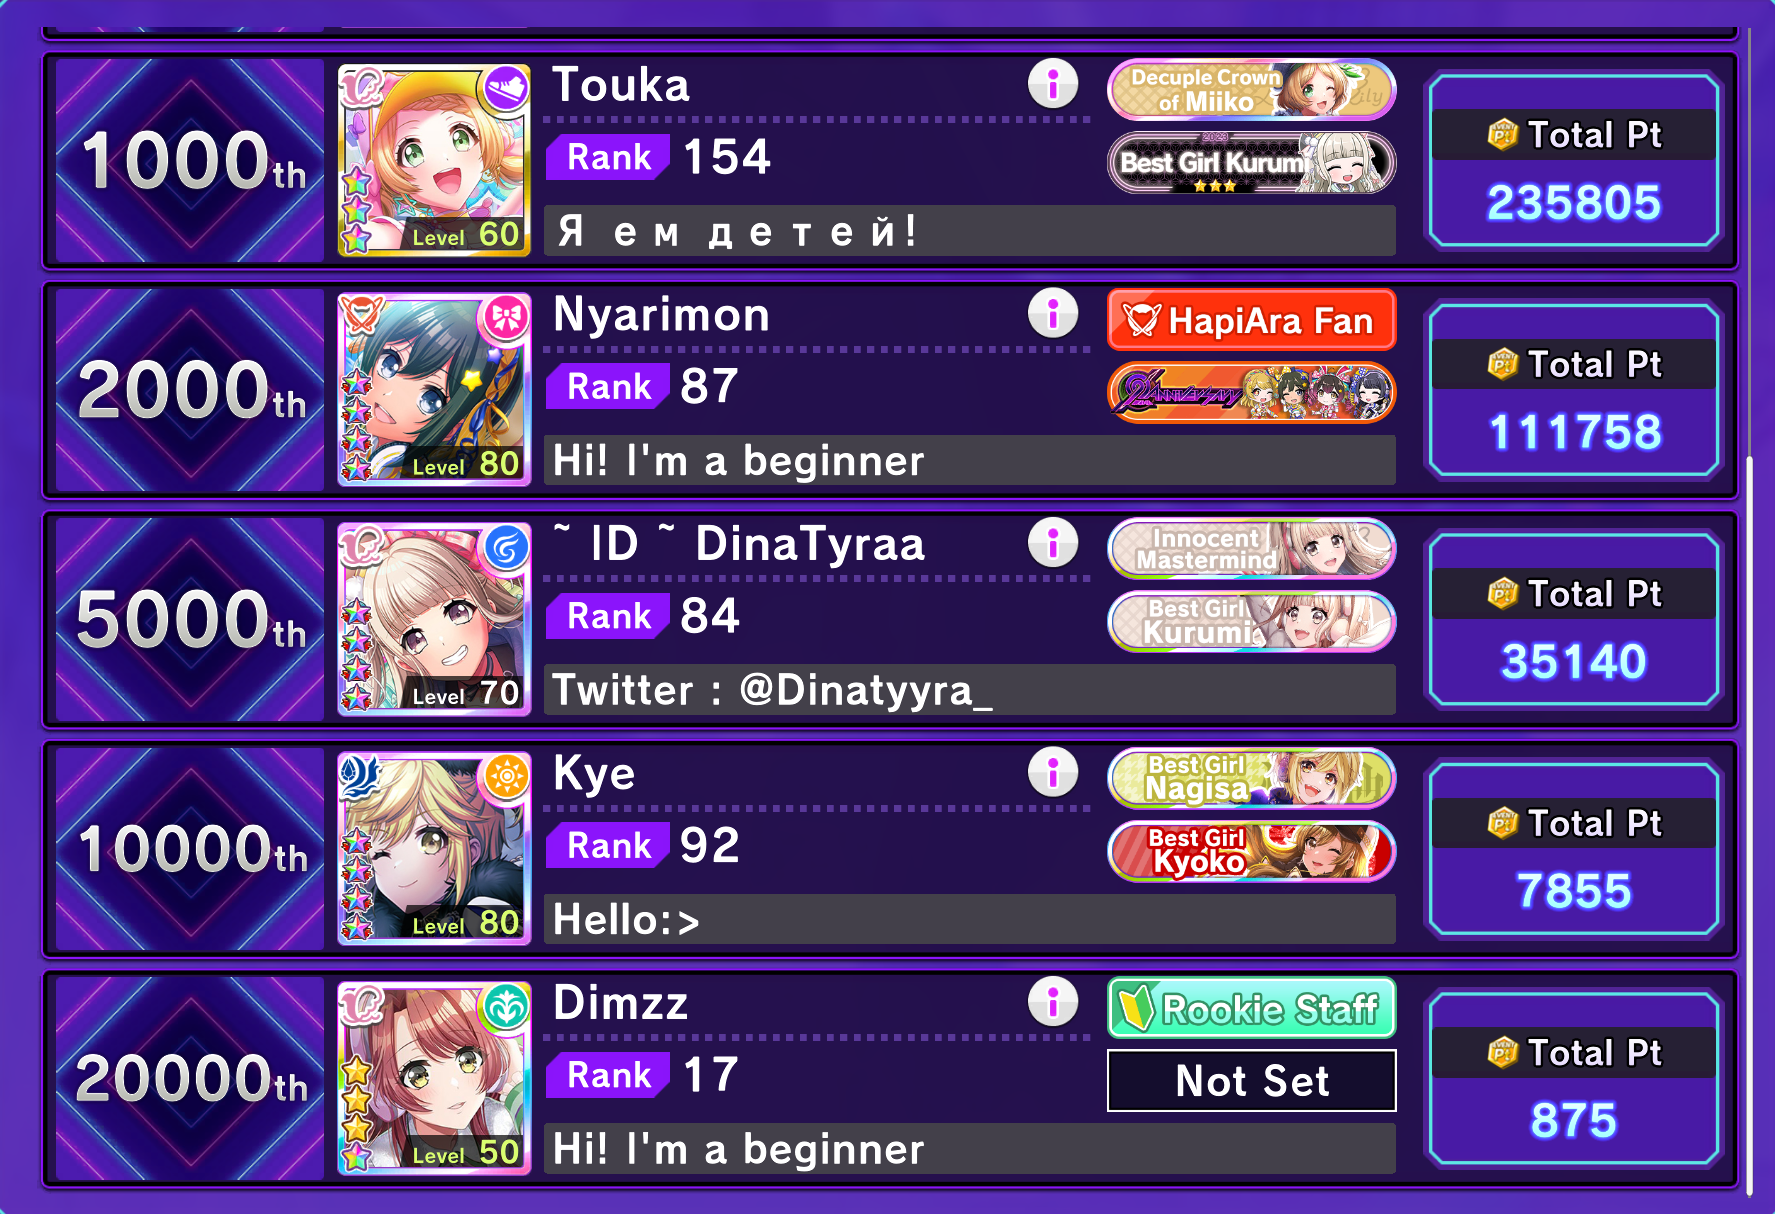 1000th
Touka
Rank 154
Я ем детей!
Level 60
Decuple Crown
of Miiko
Lily
2023
Best Girl Kurumi
Total Pt
235805
2000th
Nyarimon
Rank 87
Hi! I'm a beginner
Level 80
HapiAra Fan
2nd Anniversary
Total Pt
111758
5000th
~ ID ~ DinaTyraa
Rank 84
Twitter : @Dinatyyra_
Level 70
Innocent
Mastermind
Best Girl
Kurumi
Total Pt
35140
10000th
Kye
Rank 92
Hello:>
Level 80
Best Girl
Nagisa
Best Girl
Kyoko
Total Pt
7855
20000th
Dimzz
Rank 17
Hi! I'm a beginner
Level 50
Rookie Staff
Not Set
Total Pt
875